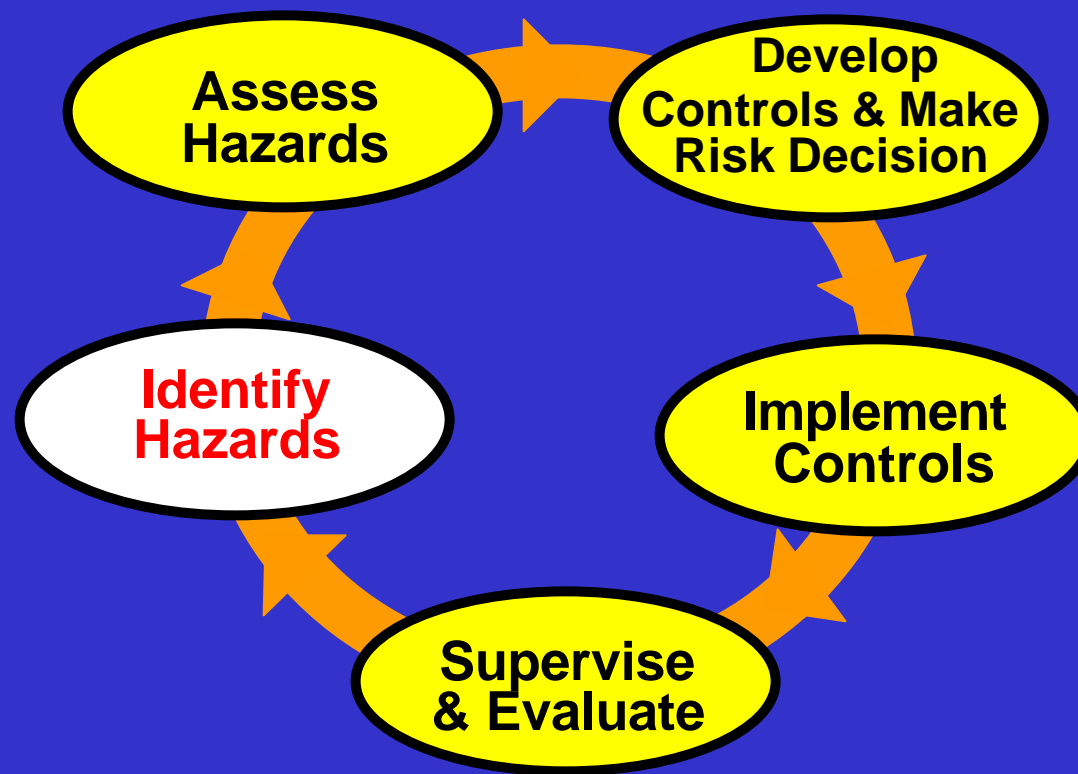 Assess
Hazards
Develop
Controls & Make
Risk Decision
Identify
Hazards
Implement
Controls
Supervise
& Evaluate